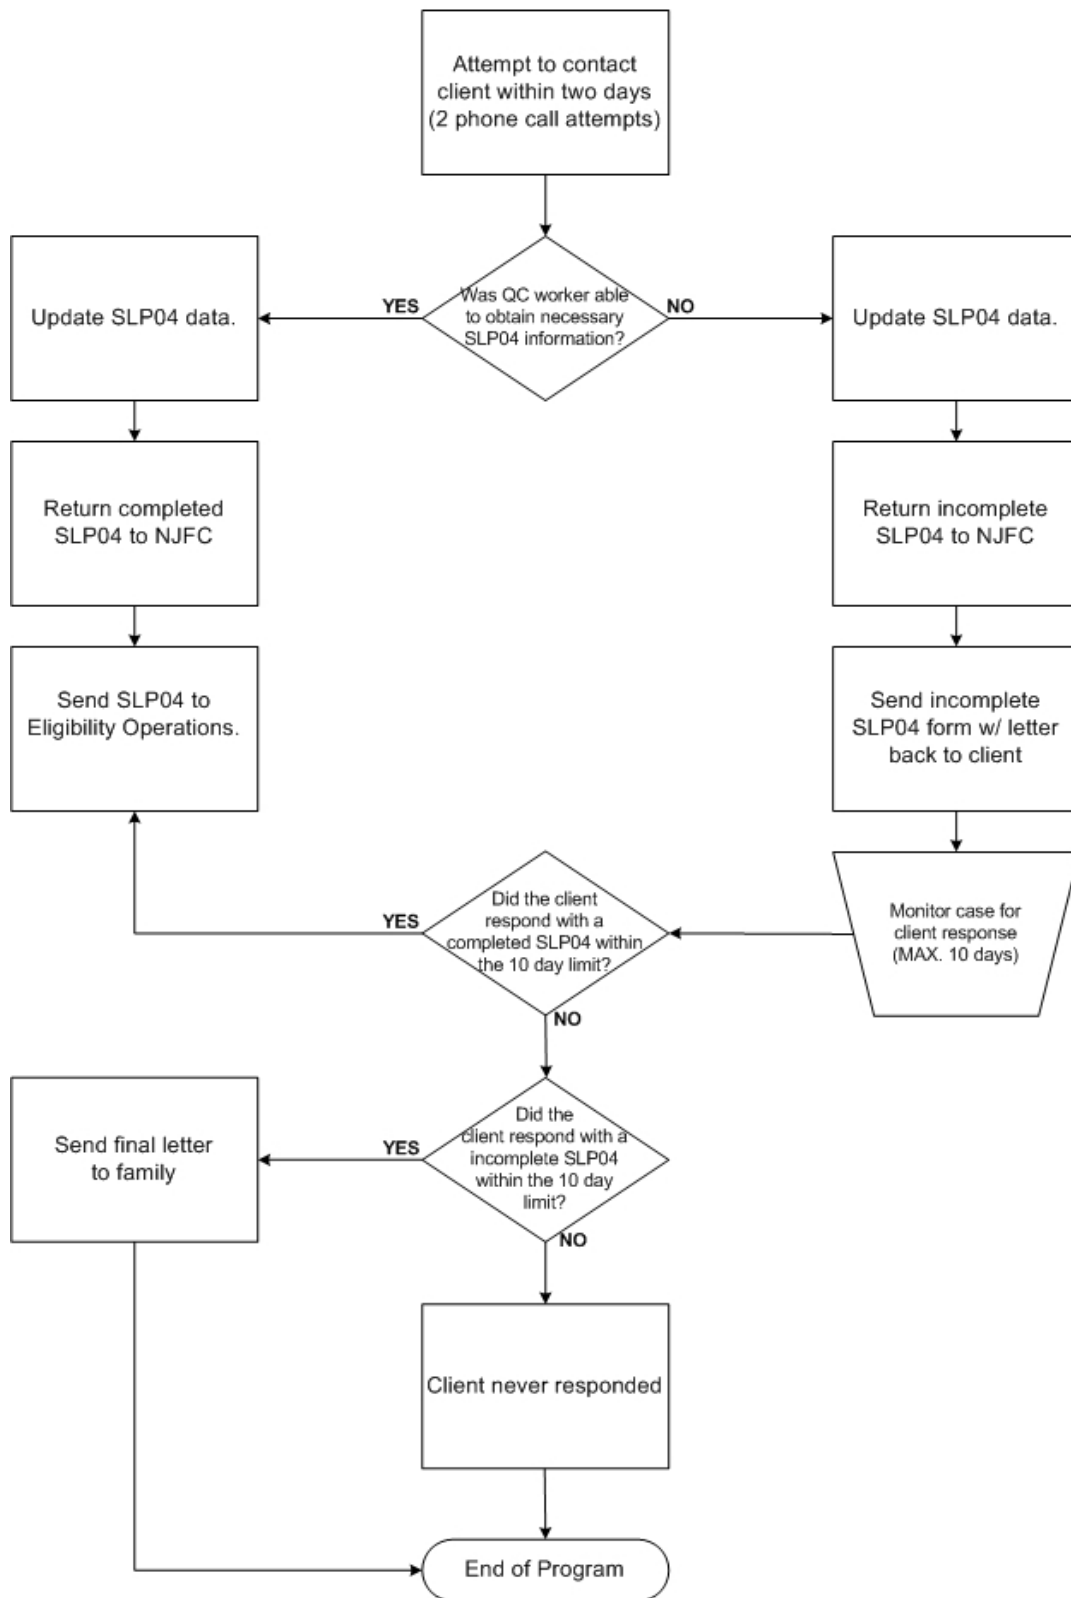 Attempt to contact
client within two days
(2 phone call attempts)
Update SLP04 data.
YES
Was QC worker able
to obtain necessary
SLP04 information?
NO
Update SLP04 data.
Return completed
SLP04 to NJFC
Return incomplete
SLP04 to NJFC
Send SLP04 to
Eligibility Operations.
Send incomplete
SLP04 form w/ letter
back to client
YES
Did the client
respond with a
completed SLP04 within
the 10 day limit?
Monitor case for
client response
(MAX. 10 days)
NO
Send final letter
to family
YES
Did the
client respond with a
incomplete SLP04
within the 10 day
limit?
NO
Client never responded
End of Program